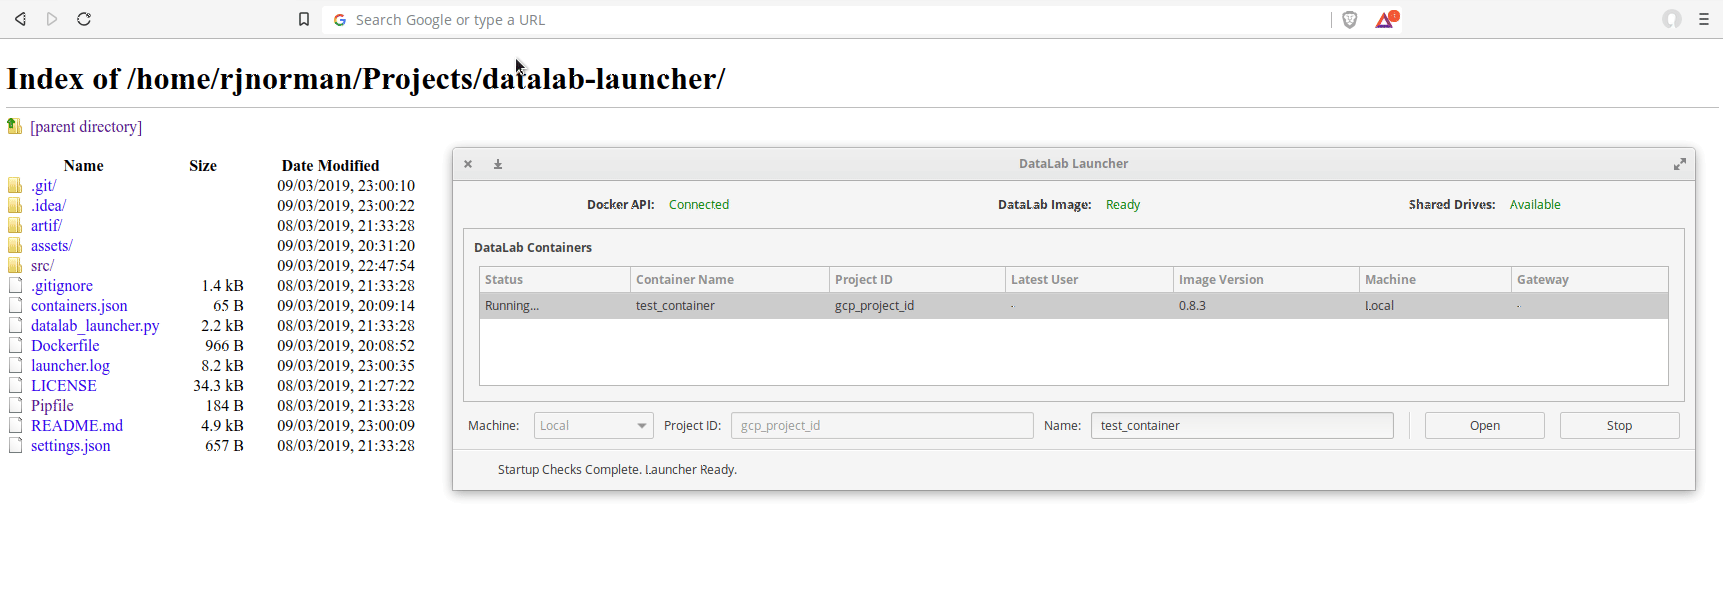 Search Google or type a URL
Index of /home/rjnorman/Projects/datalab-launcher/
[parent directory]
Name Size Date Modified
.git/ 09/03/2019, 23:00:10
.idea/ 09/03/2019, 23:00:22
artif/ 08/03/2019, 21:33:28
assets/ 09/03/2019, 20:31:20
src/ 09/03/2019, 22:47:54
.gitignore 1.4 kB 08/03/2019, 21:33:28
containers.json 65 B 09/03/2019, 20:09:14
datalab_launcher.py 2.2 kB 08/03/2019, 21:33:28
Dockerfile 966 B 09/03/2019, 20:08:52
launcher.log 8.2 kB 09/03/2019, 23:00:35
LICENSE 34.3 kB 08/03/2019, 21:27:22
Pipfile 184 B 08/03/2019, 21:33:28
README.md 4.9 kB 09/03/2019, 23:00:09
settings.json 657 B 08/03/2019, 21:33:28
DataLab Launcher
Docker API: Connected DataLab Image: Ready Shared Drives: Available
DataLab Containers
Status Container Name Project ID Latest User Image Version Machine Gateway
Running... test_container gcp_project_id - 0.8.3 Local -
Machine: Local Project ID: gcp_project_id Name: test_container Open Stop
Startup Checks Complete. Launcher Ready.